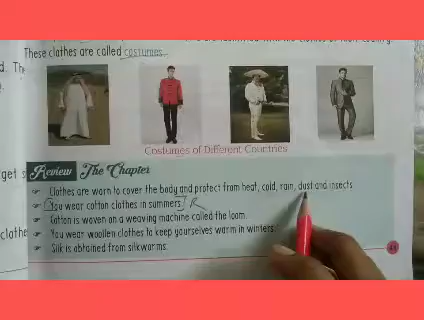 These clothes are called costumes.
d. The
Costumes of Different Countries
get s
Review The Chapter
Clothes are worn to cover the body and protect from heat, cold, rain, dust and insects
You wear cotton clothes in summers. R
Cotton is woven on a weaving machine called the loom.
clothe
You wear woollen clothes to keep yourselves warm in winters.
Silk is obtained from silkworms.